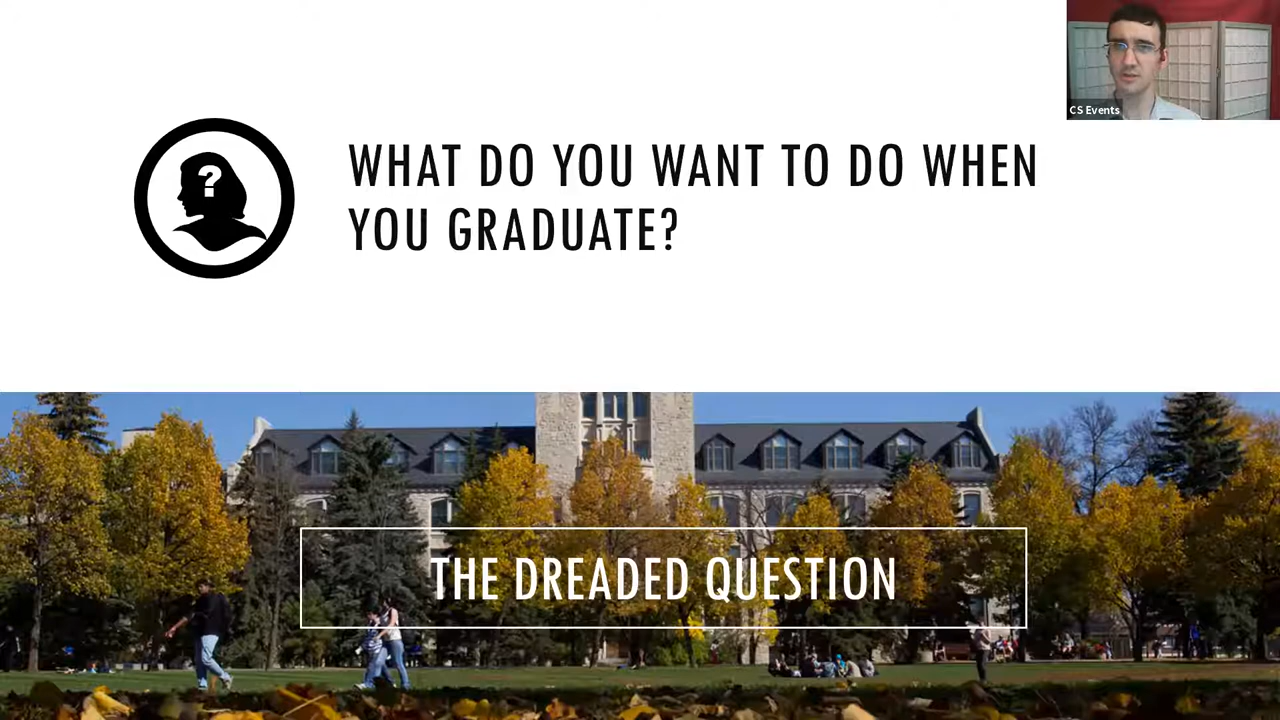 CS Events
?
WHAT DO YOU WANT TO DO WHEN
YOU GRADUATE?
THE DREADED QUESTION